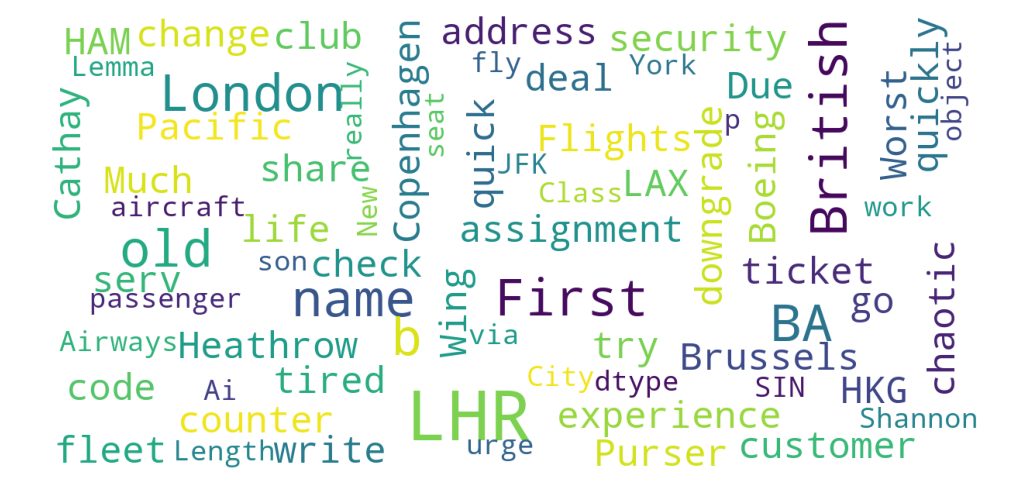 HAM change club
address
security
Lemma
fly
York
London
deal
Due
British
Worst
quickly
object
Cathay
Pacific
really
Copenhagen
seat
quick
Flights
p
share
JFK
Much
Class
LAX
downgrade
Boeing
aircraft
New
life
assignment
work
old
son
check
serv
ticket
passenger
name
First
go
Wing
b
via
BA
chaotic
Airways
Heathrow
try
Brussels
code
Ai
tired
City
dtype
SIN
HKG
LHR
counter
experience
Shannon
fleet
Length
write
urge
Purser
customer